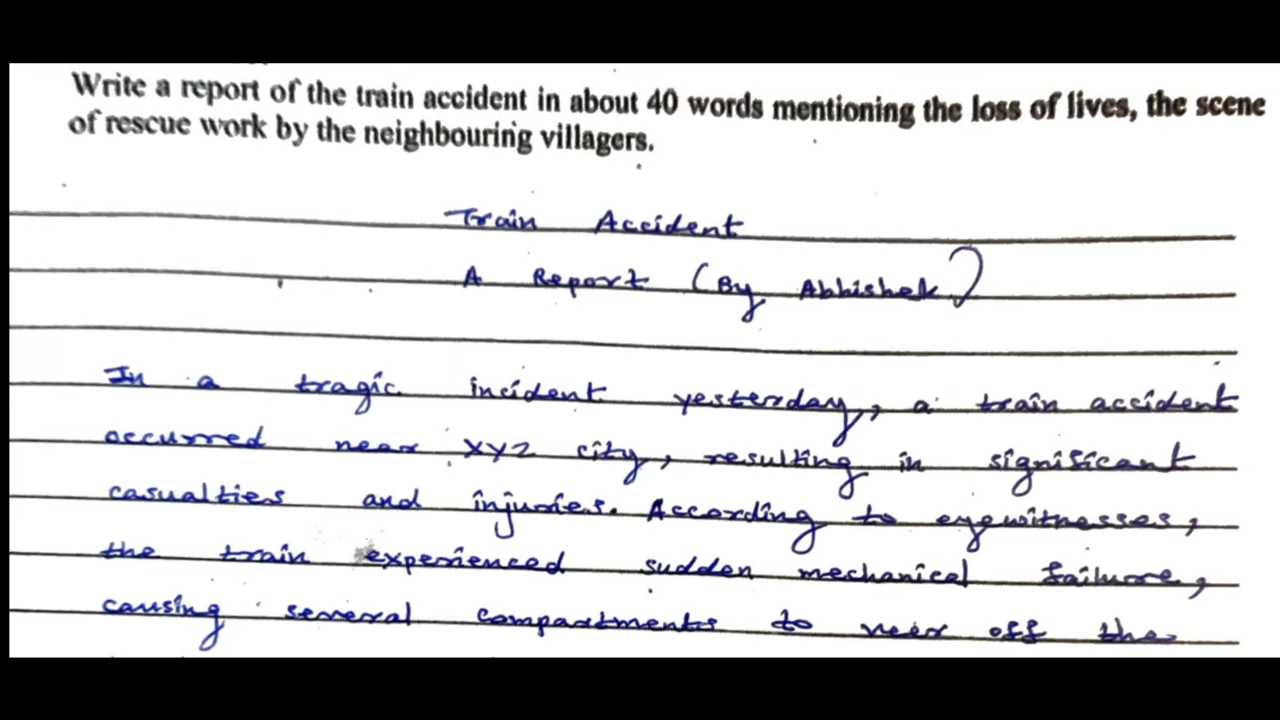 Write a report of the train accident in about 40 words mentioning the loss of lives, the scene
of rescue work by the neighbouring villagers.
Train Accident
A Report (By Abhishek)
In a tragic incident yesterday, a train accident
occurred near XYZ city, resulting in significant
casualties and injuries. According to eyewitnesses,
the train experienced sudden mechanical failure,
causing several compartments to veer off the